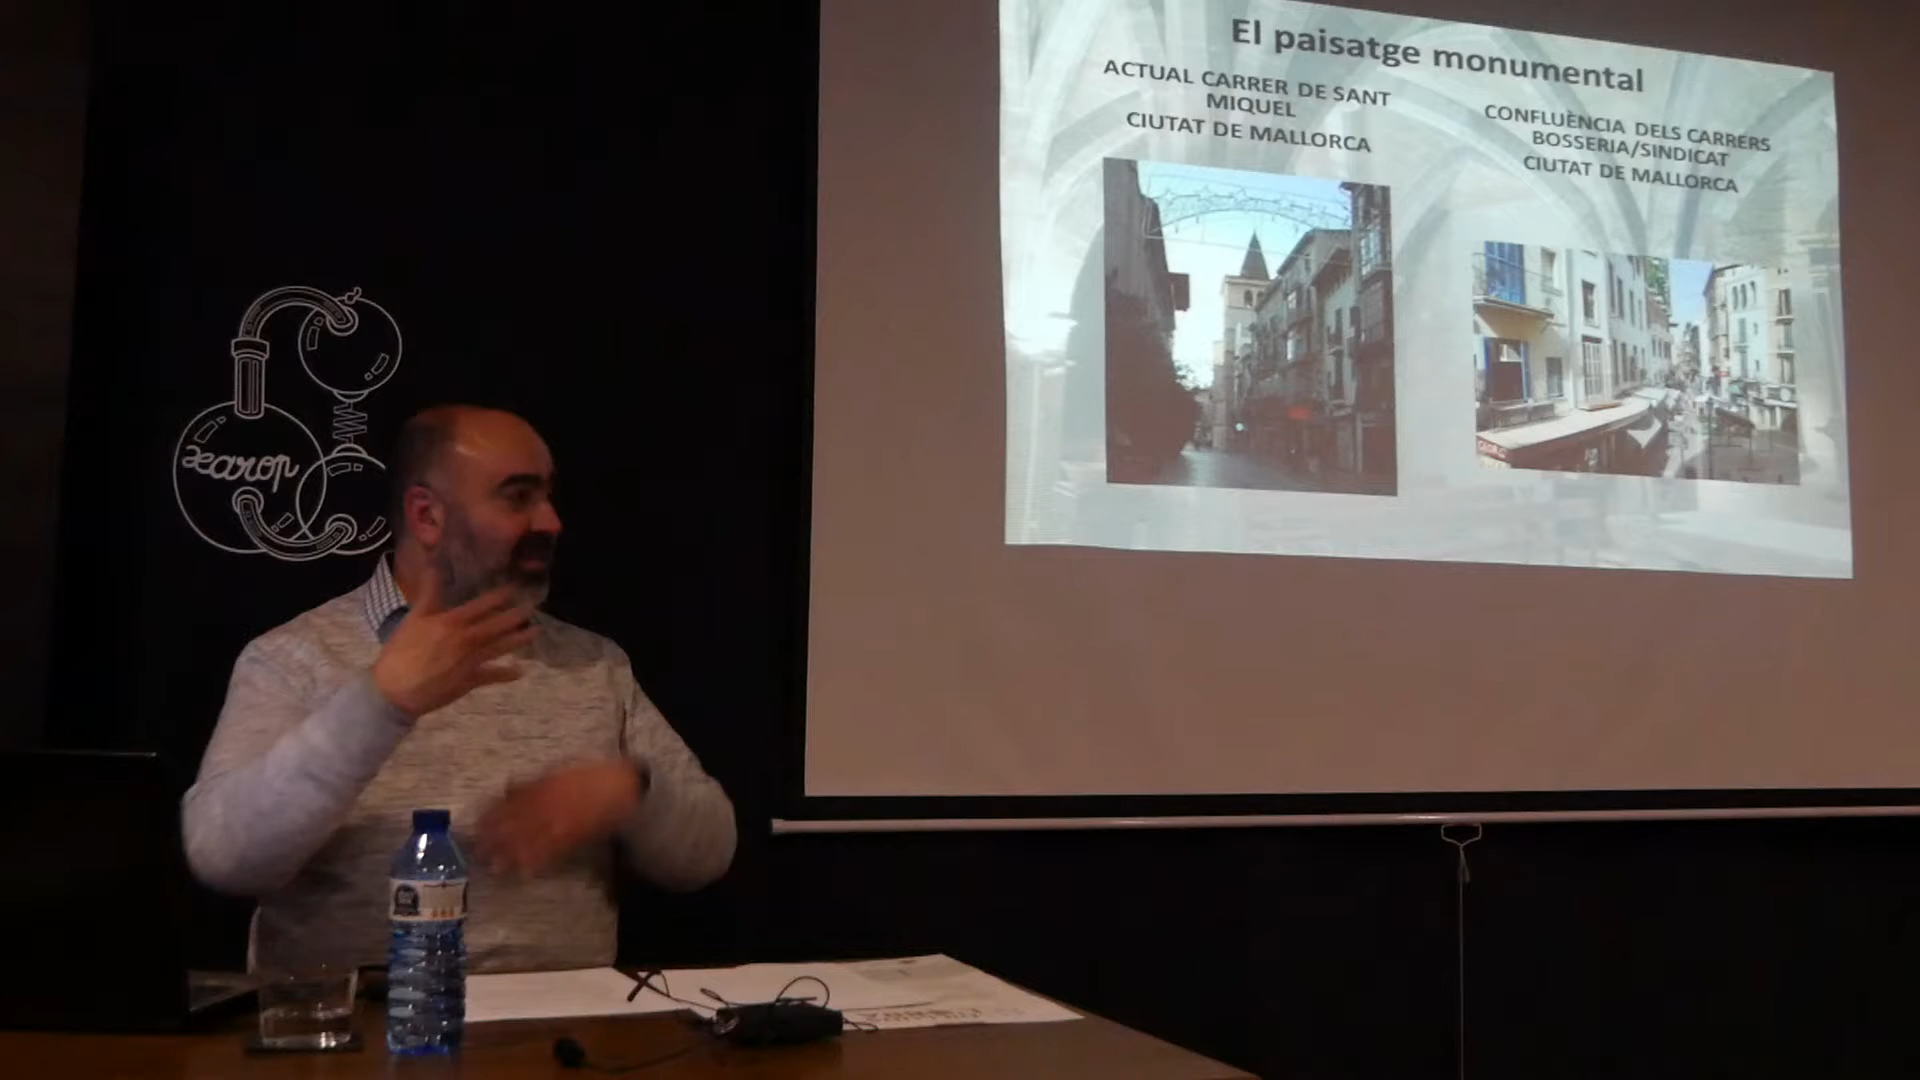 El paisatge monumental
ACTUAL CARRER DE SANT
MIQUEL
CIUTAT DE MALLORCA
CONFLUÈNCIA DELS CARRERS
BOSSERIA/SINDICAT
CIUTAT DE MALLORCA